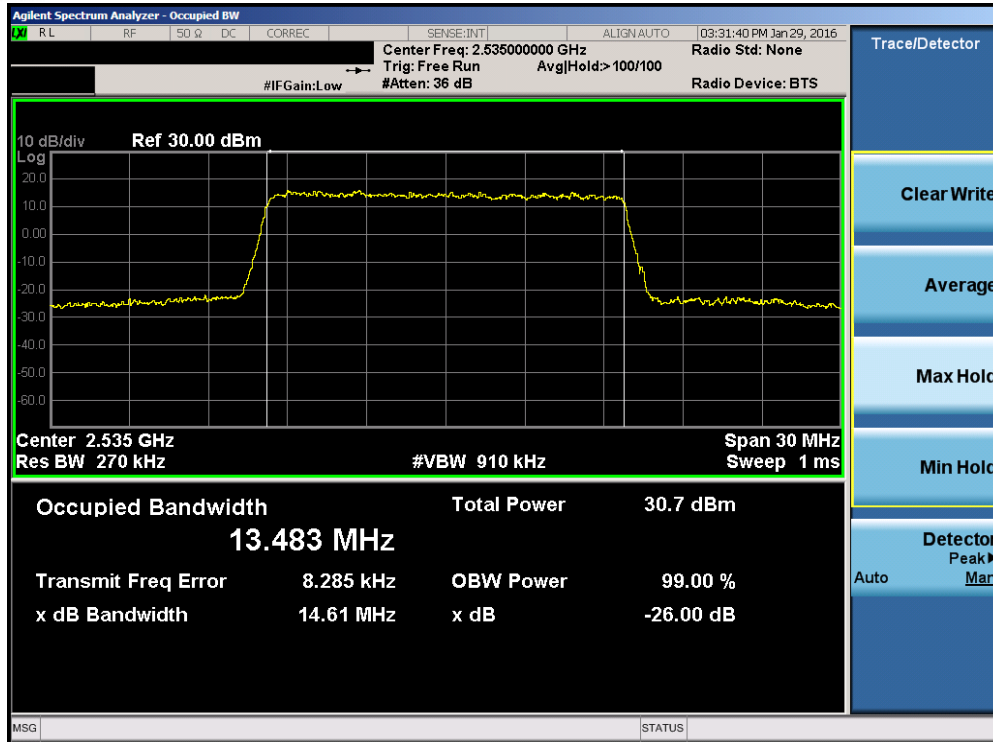 Agilent Spectrum Analyzer - Occupied BW
LXI RL RF 50 Ω DC CORREC SENSE:INT ALIGN AUTO 03:31:40 PM Jan 29, 2016
Center Freq: 2.535000000 GHz Radio Std: None
Trig: Free Run Avg|Hold:> 100/100
#IFGain:Low #Atten: 36 dB Radio Device: BTS
10 dB/div Ref 30.00 dBm
Log
20.0
10.0
0.00
-10.0
-20.0
-30.0
-40.0
-50.0
-60.0
Center 2.535 GHz Span 30 MHz
Res BW 270 kHz #VBW 910 kHz Sweep 1 ms
Occupied Bandwidth Total Power 30.7 dBm
13.483 MHz
Transmit Freq Error 8.285 kHz OBW Power 99.00 %
x dB Bandwidth 14.61 MHz x dB -26.00 dB
MSG STATUS
Trace/Detector
Clear Write
Average
Max Hold
Min Hold
Detector
Peak▶
Auto Man